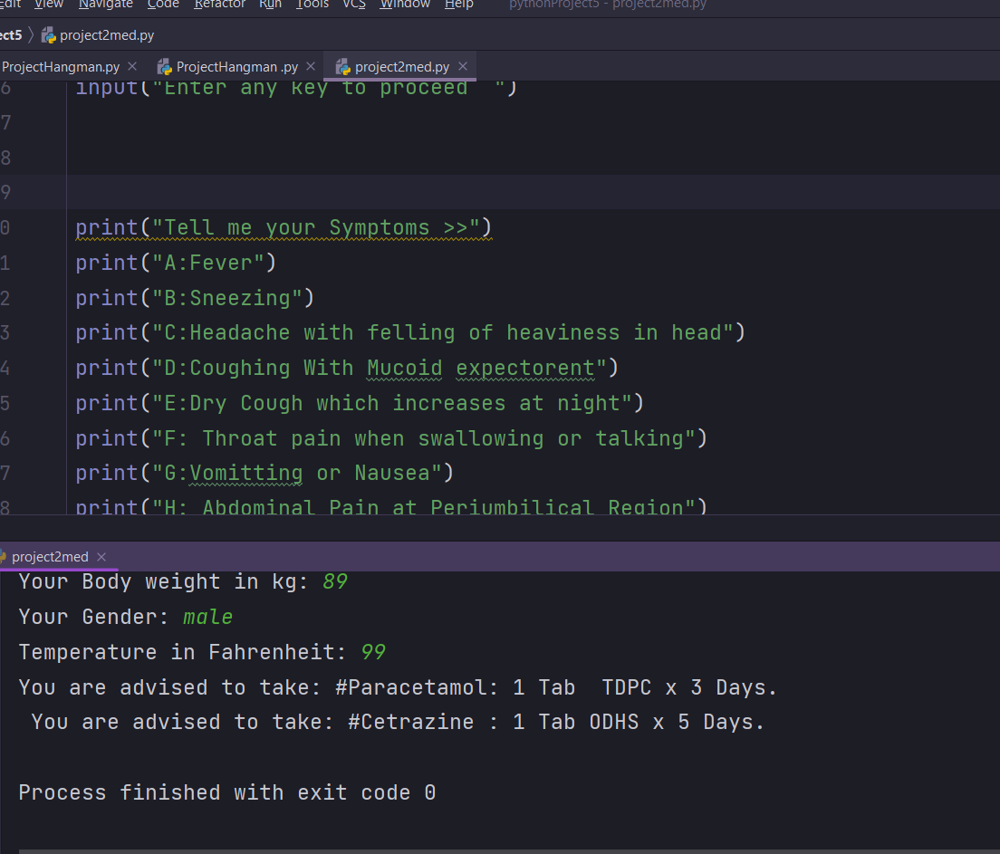 Edit View Navigate Code Refactor Run Tools VCS Window Help pythonProject5 - project2med.py
ect5 〉 project2med.py
ProjectHangman.py × ProjectHangman .py × project2med.py ×
6 input("Enter any key to proceed  ")
7
8
9
0 print("Tell me your Symptoms >>")
1 print("A:Fever")
2 print("B:Sneezing")
3 print("C:Headache with felling of heaviness in head")
4 print("D:Coughing With Mucoid expectorent")
5 print("E:Dry Cough which increases at night")
6 print("F: Throat pain when swallowing or talking")
7 print("G:Vomitting or Nausea")
8 print("H: Abdominal Pain at Periumbilical Region")
project2med ×
Your Body weight in kg: 89
Your Gender: male
Temperature in Fahrenheit: 99
You are advised to take: #Paracetamol: 1 Tab  TDPC x 3 Days.
 You are advised to take: #Cetrazine : 1 Tab ODHS x 5 Days.
Process finished with exit code 0